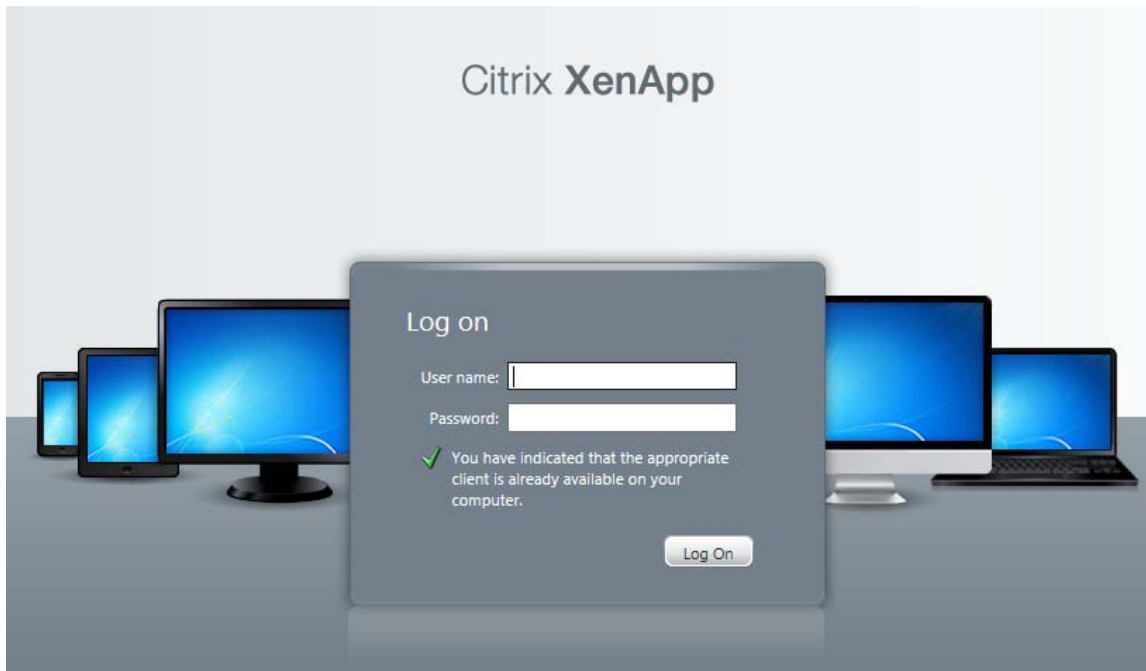 Citrix XenApp
Log on
User name:
Password:
You have indicated that the appropriate
client is already available on your
computer.
Log On